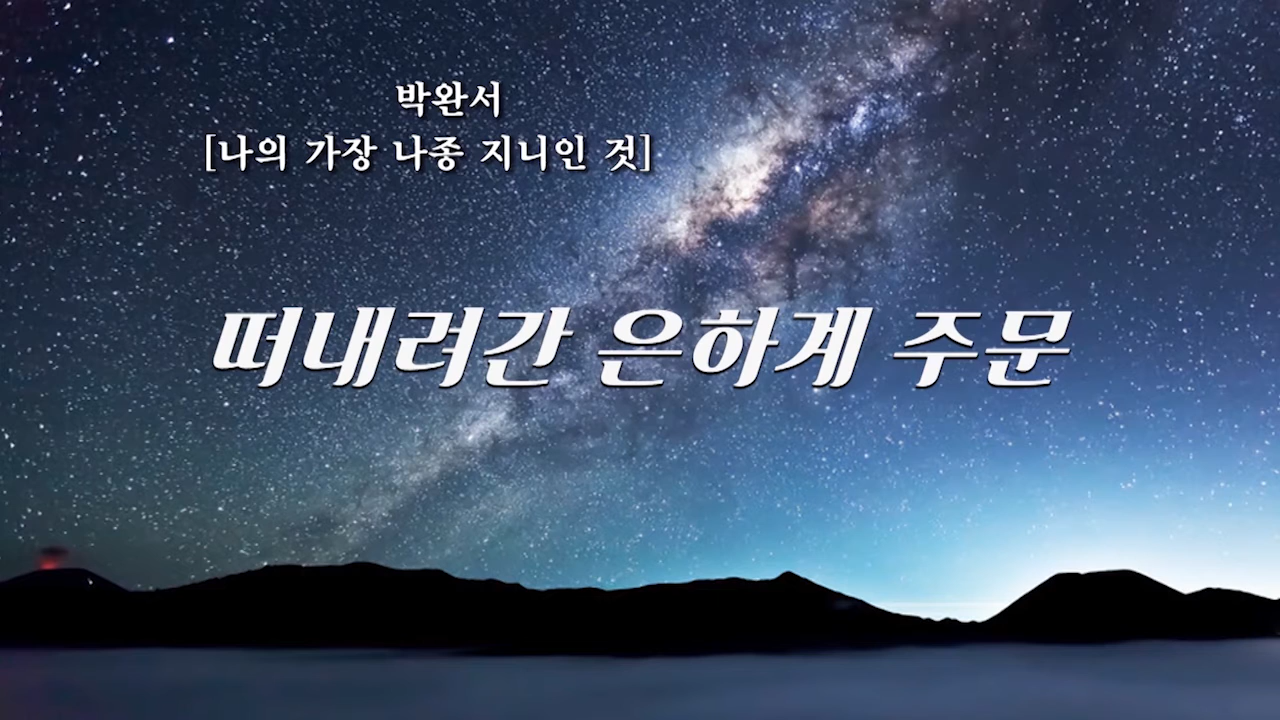 박완서
[나의 가장 나종 지니인 것]
떠내려간 은하계 주문